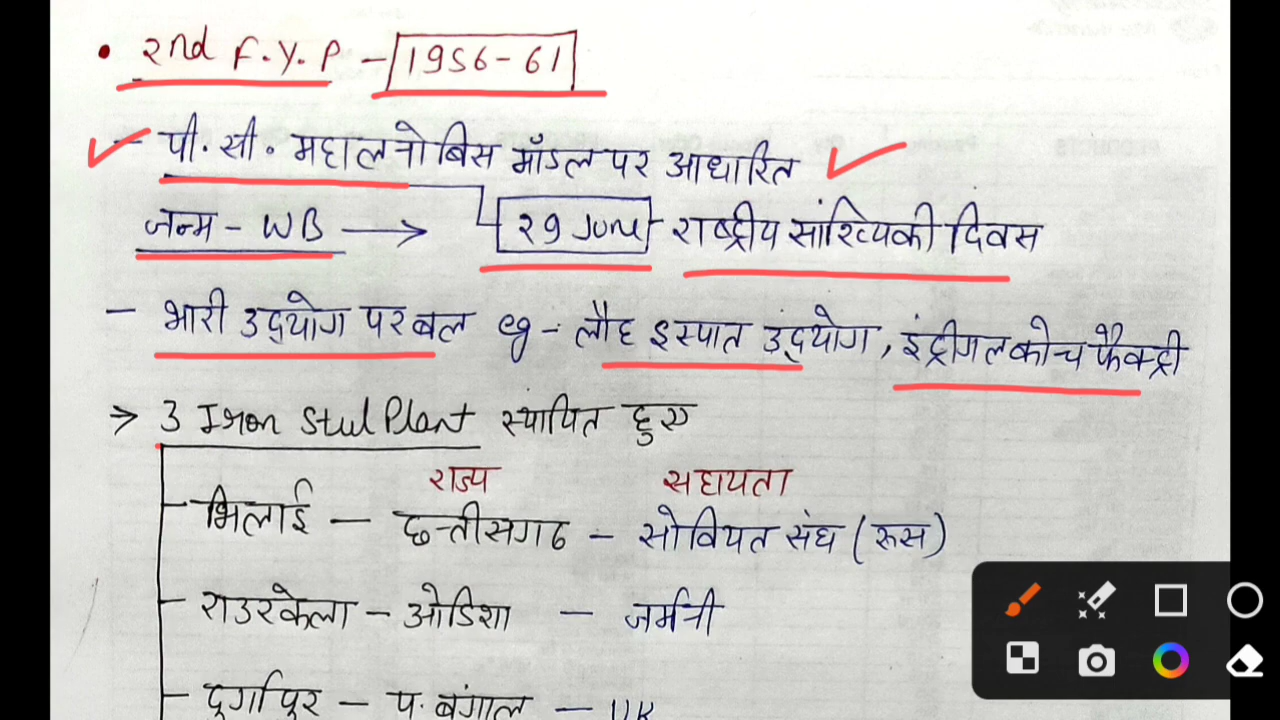 • 2nd F.Y.P - 1956-61
- पी. सी. महालनोबिस मॉडल पर आधारित
जन्म - WB → 29 June - राष्ट्रीय सांख्यिकी दिवस
- भारी उद्योग पर बल eg - लौह इस्पात उद्योग, इंट्रीगल कोच फैक्ट्री
→ 3 Iron Steel Plant स्थापित हुए
राज्य सहायता
- भिलाई - छत्तीसगढ - सोवियत संघ (रूस)
- राउरकेला - ओडिशा - जर्मनी
- दुर्गापुर - प. बंगाल - UK